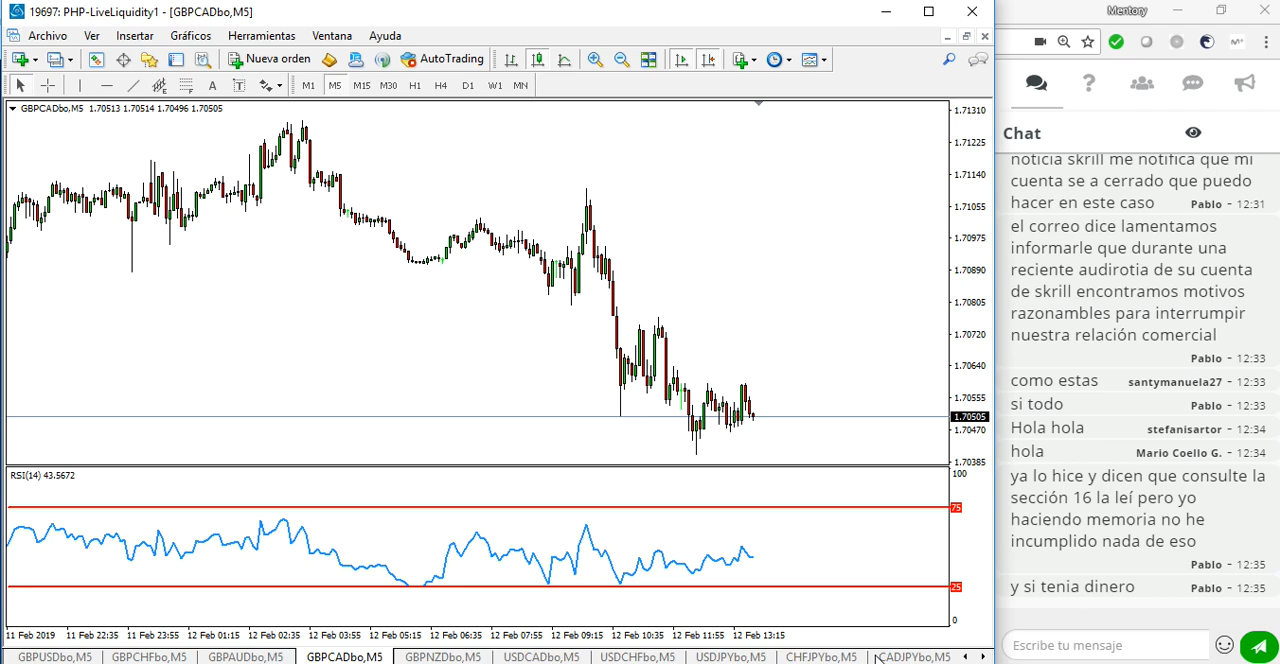 19697: PHP-LiveLiquidity1 - [GBPCADbo,M5]
Mentory
Archivo Ver Insertar Gráficos Herramientas Ventana Ayuda
Nueva orden AutoTrading
A T M1 M5 M15 M30 H1 H4 D1 W1 MN
GBPCADbo,M5 1.70513 1.70514 1.70496 1.70505
1.71310
1.71225
1.71140
1.71055
1.70975
1.70890
1.70805
1.70720
1.70640
1.70555
1.70505
1.70470
1.70385
RSI(14) 43.5672
100
75
25
0
11 Feb 2019 11 Feb 22:35 11 Feb 23:55 12 Feb 01:15 12 Feb 02:35 12 Feb 03:55 12 Feb 05:15 12 Feb 06:35 12 Feb 07:55 12 Feb 09:15 12 Feb 10:35 12 Feb 11:55 12 Feb 13:15
GBPUSDbo,M5 GBPCHFbo,M5 GBPAUDbo,M5 GBPCADbo,M5 GBPNZDbo,M5 USDCADbo,M5 USDCHFbo,M5 USDJPYbo,M5 CHFJPYbo,M5 CADJPYbo,M5
Chat
noticia skrill me notifica que mi
cuenta se a cerrado que puedo
hacer en este caso Pablo - 12:31
el correo dice lamentamos
informarle que durante una
reciente audirotia de su cuenta
de skrill encontramos motivos
razonambles para interrumpir
nuestra relación comercial
Pablo - 12:33
como estas santymanuela27 - 12:33
si todo Pablo - 12:33
Hola hola stefanisartor - 12:34
hola Mario Coello G. - 12:34
ya lo hice y dicen que consulte la
sección 16 la leí pero yo
haciendo memoria no he
incumplido nada de eso
Pablo - 12:35
y si tenia dinero Pablo - 12:35
Escribe tu mensaje